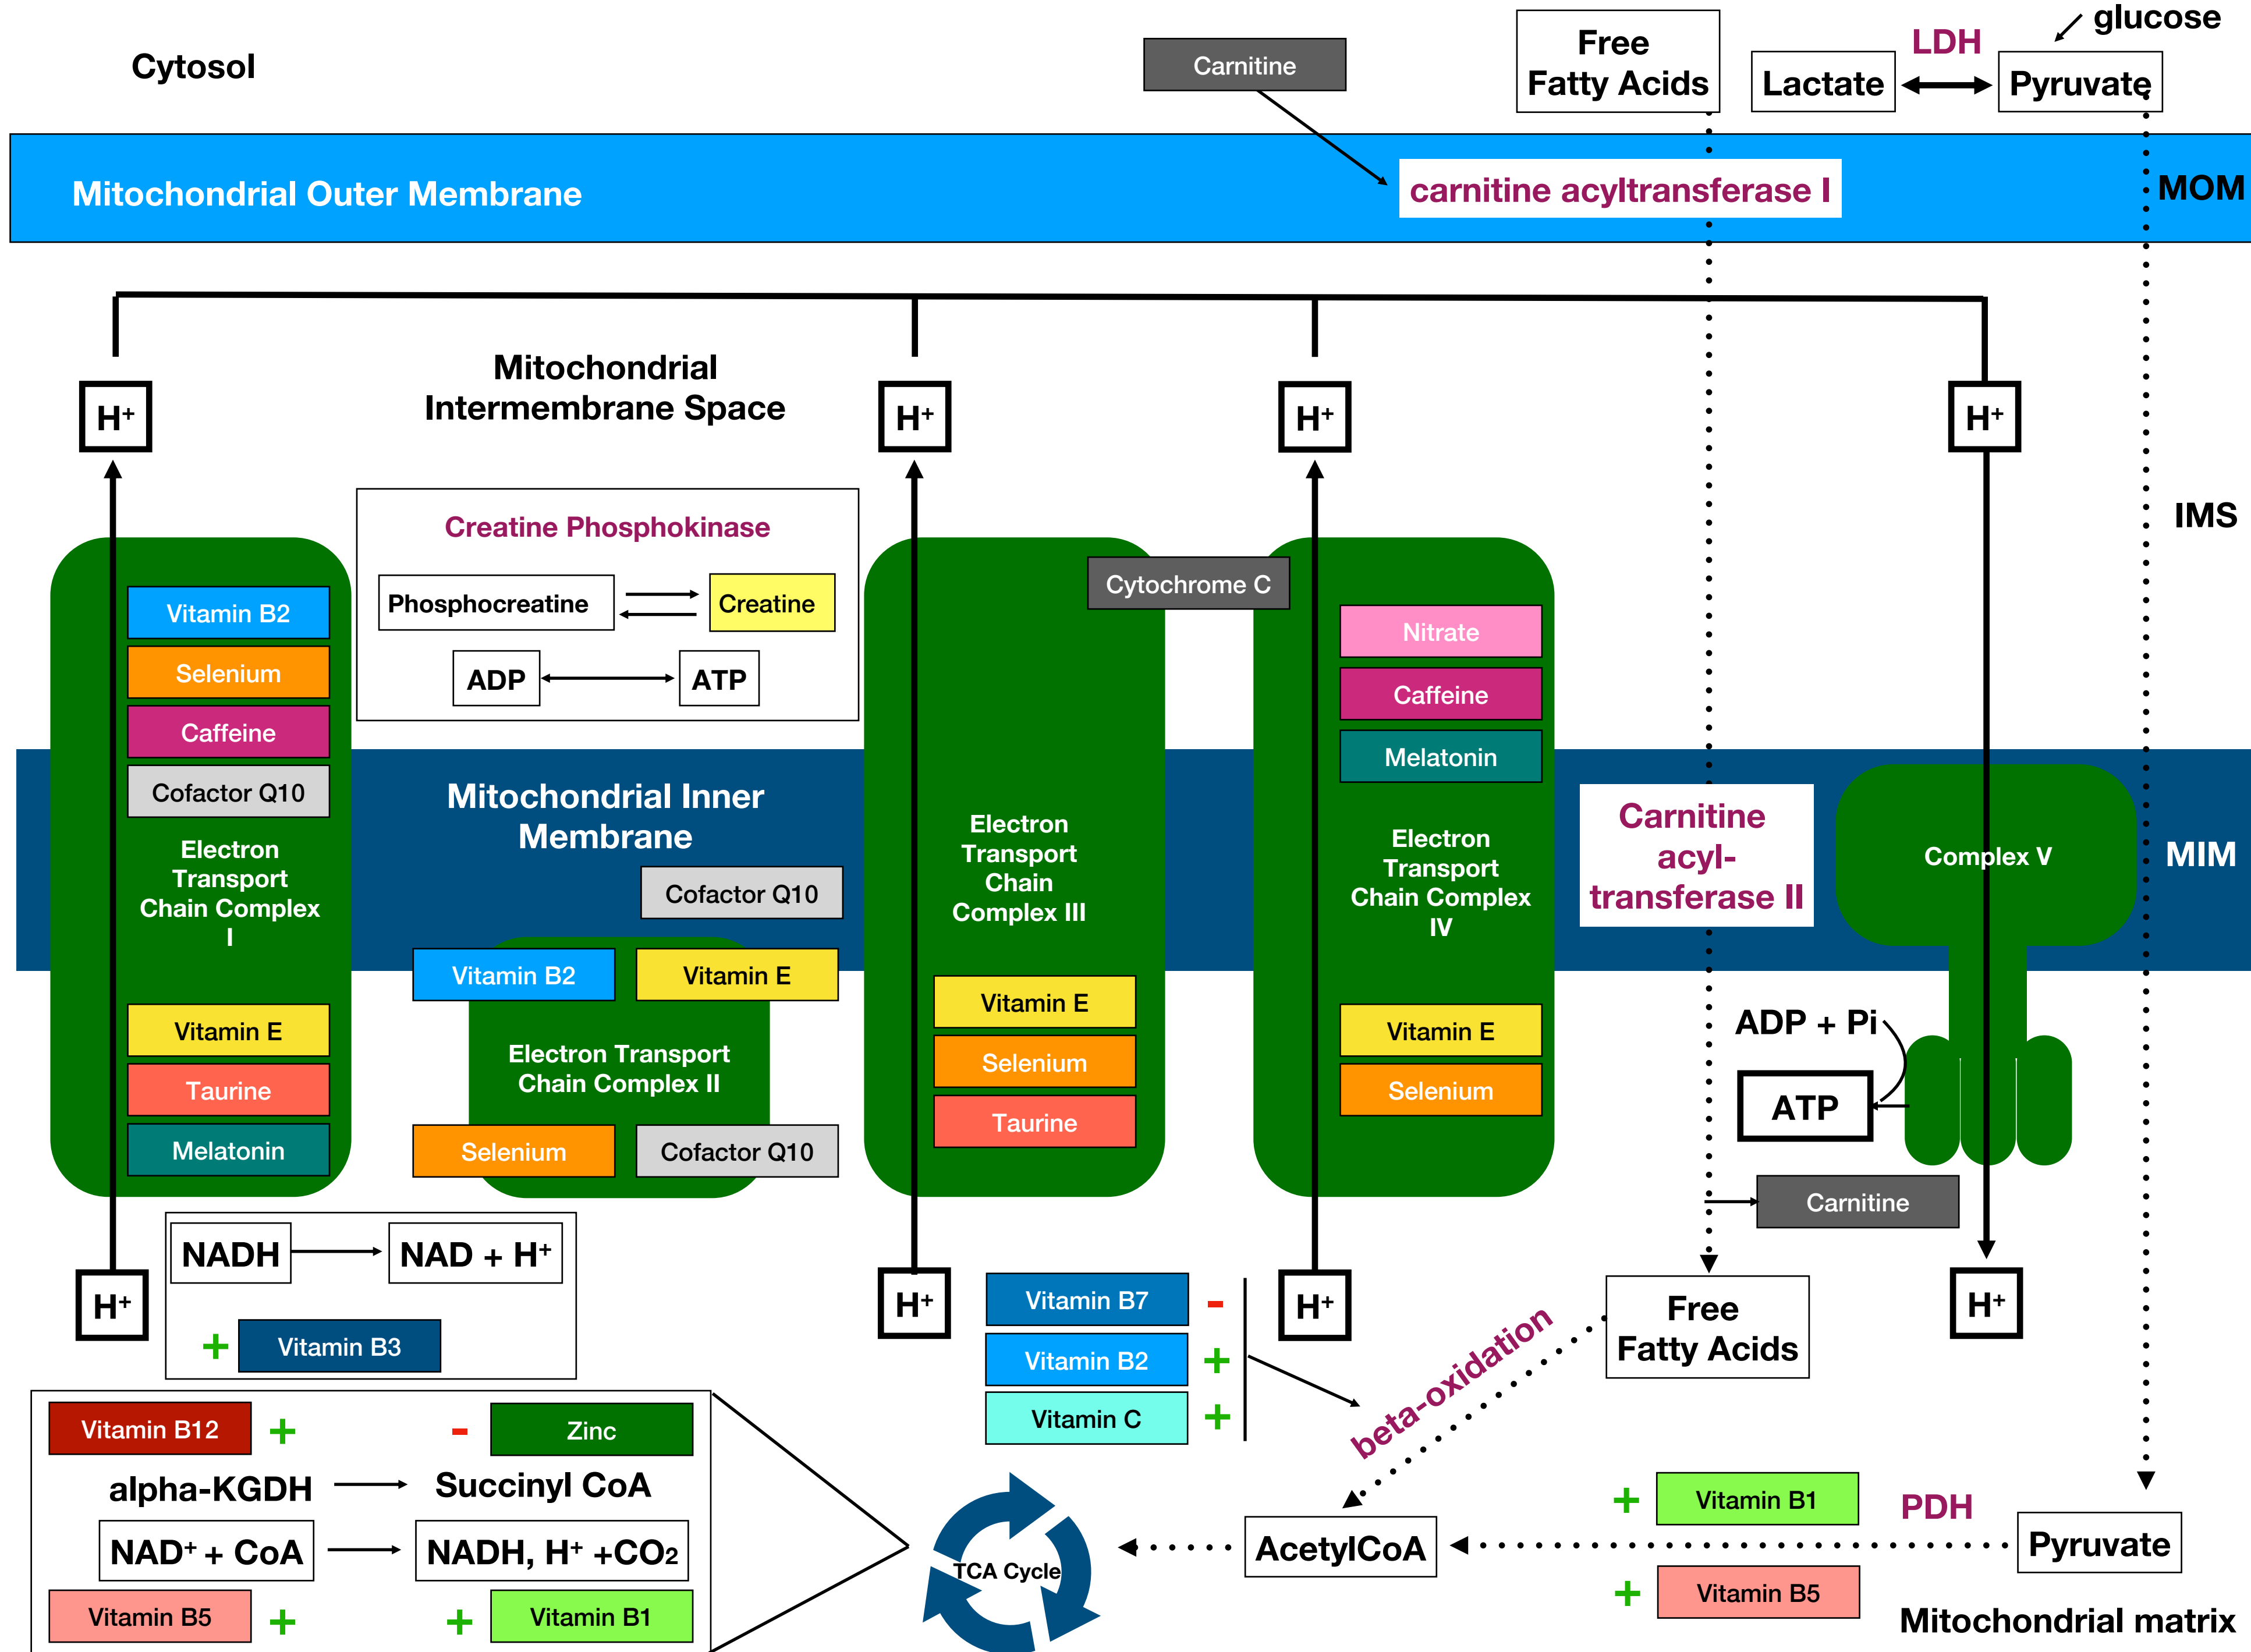 Cytosol
Carnitine
Free
Fatty Acids
Lactate
LDH
Pyruvate
glucose
Mitochondrial Outer Membrane
carnitine acyltransferase I
MOM
Mitochondrial
Intermembrane Space
H+
H+
H+
H+
IMS
Creatine Phosphokinase
Phosphocreatine
Creatine
ADP
ATP
Cytochrome C
Vitamin B2
Selenium
Caffeine
Cofactor Q10
Electron
Transport
Chain Complex
I
Vitamin E
Taurine
Melatonin
Mitochondrial Inner
Membrane
Cofactor Q10
Vitamin B2
Vitamin E
Electron Transport
Chain Complex II
Selenium
Cofactor Q10
Electron
Transport
Chain
Complex III
Vitamin E
Selenium
Taurine
Nitrate
Caffeine
Melatonin
Electron
Transport
Chain Complex
IV
Vitamin E
Selenium
Carnitine
acyl-
transferase II
Complex V
MIM
ADP + Pi
ATP
Carnitine
NADH
NAD + H+
+
Vitamin B3
H+
H+
H+
H+
Vitamin B7 -
Vitamin B2 +
Vitamin C +
beta-oxidation
Free
Fatty Acids
Vitamin B12 +
- Zinc
alpha-KGDH
Succinyl CoA
NAD+ + CoA
NADH, H+ +CO2
Vitamin B5 +
+ Vitamin B1
TCA Cycle
AcetylCoA
+ Vitamin B1
PDH
Pyruvate
+ Vitamin B5
Mitochondrial matrix